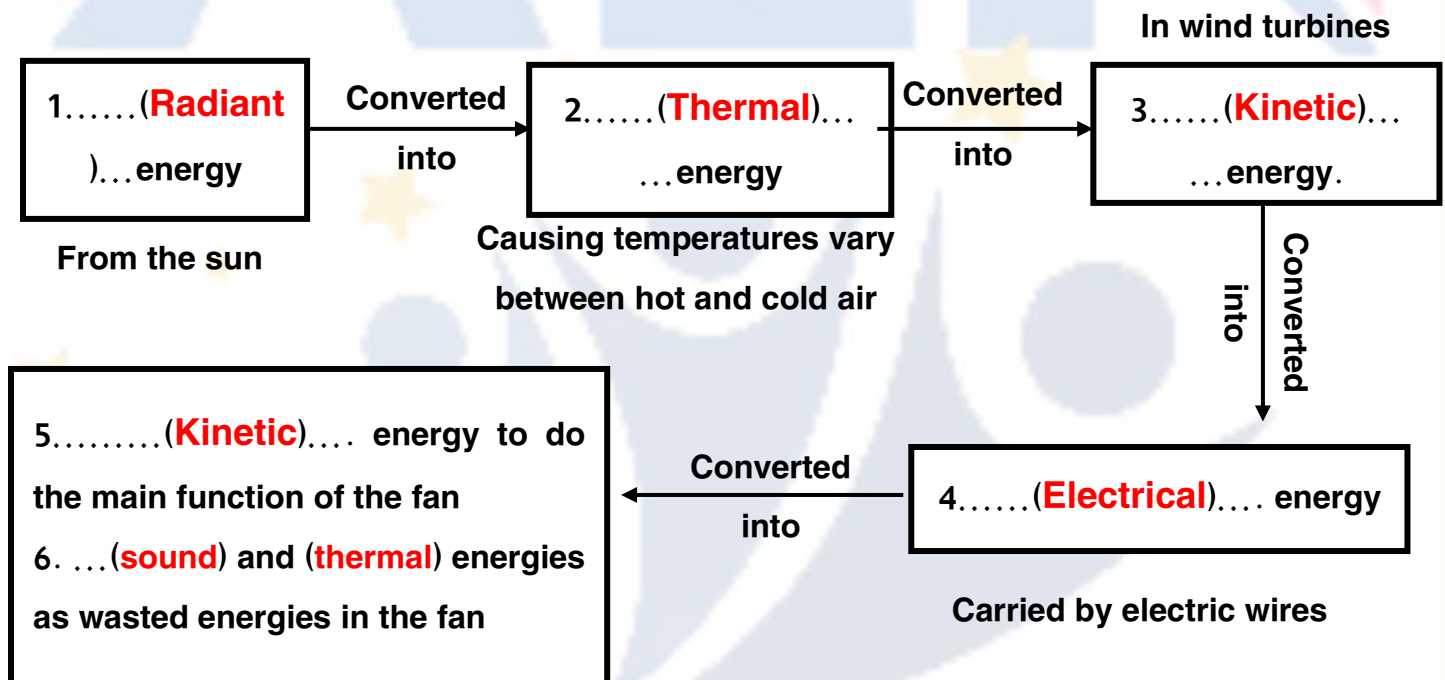 1......(Radiant
)...energy
From the sun
Converted
into
2......(Thermal)...
...energy
Causing temperatures vary
between hot and cold air
Converted
into
In wind turbines
3......(Kinetic)...
...energy.
Converted
into
4......(Electrical).... energy
Carried by electric wires
Converted
into
5.........(Kinetic).... energy to do
the main function of the fan
6. ...(sound) and (thermal) energies
as wasted energies in the fan